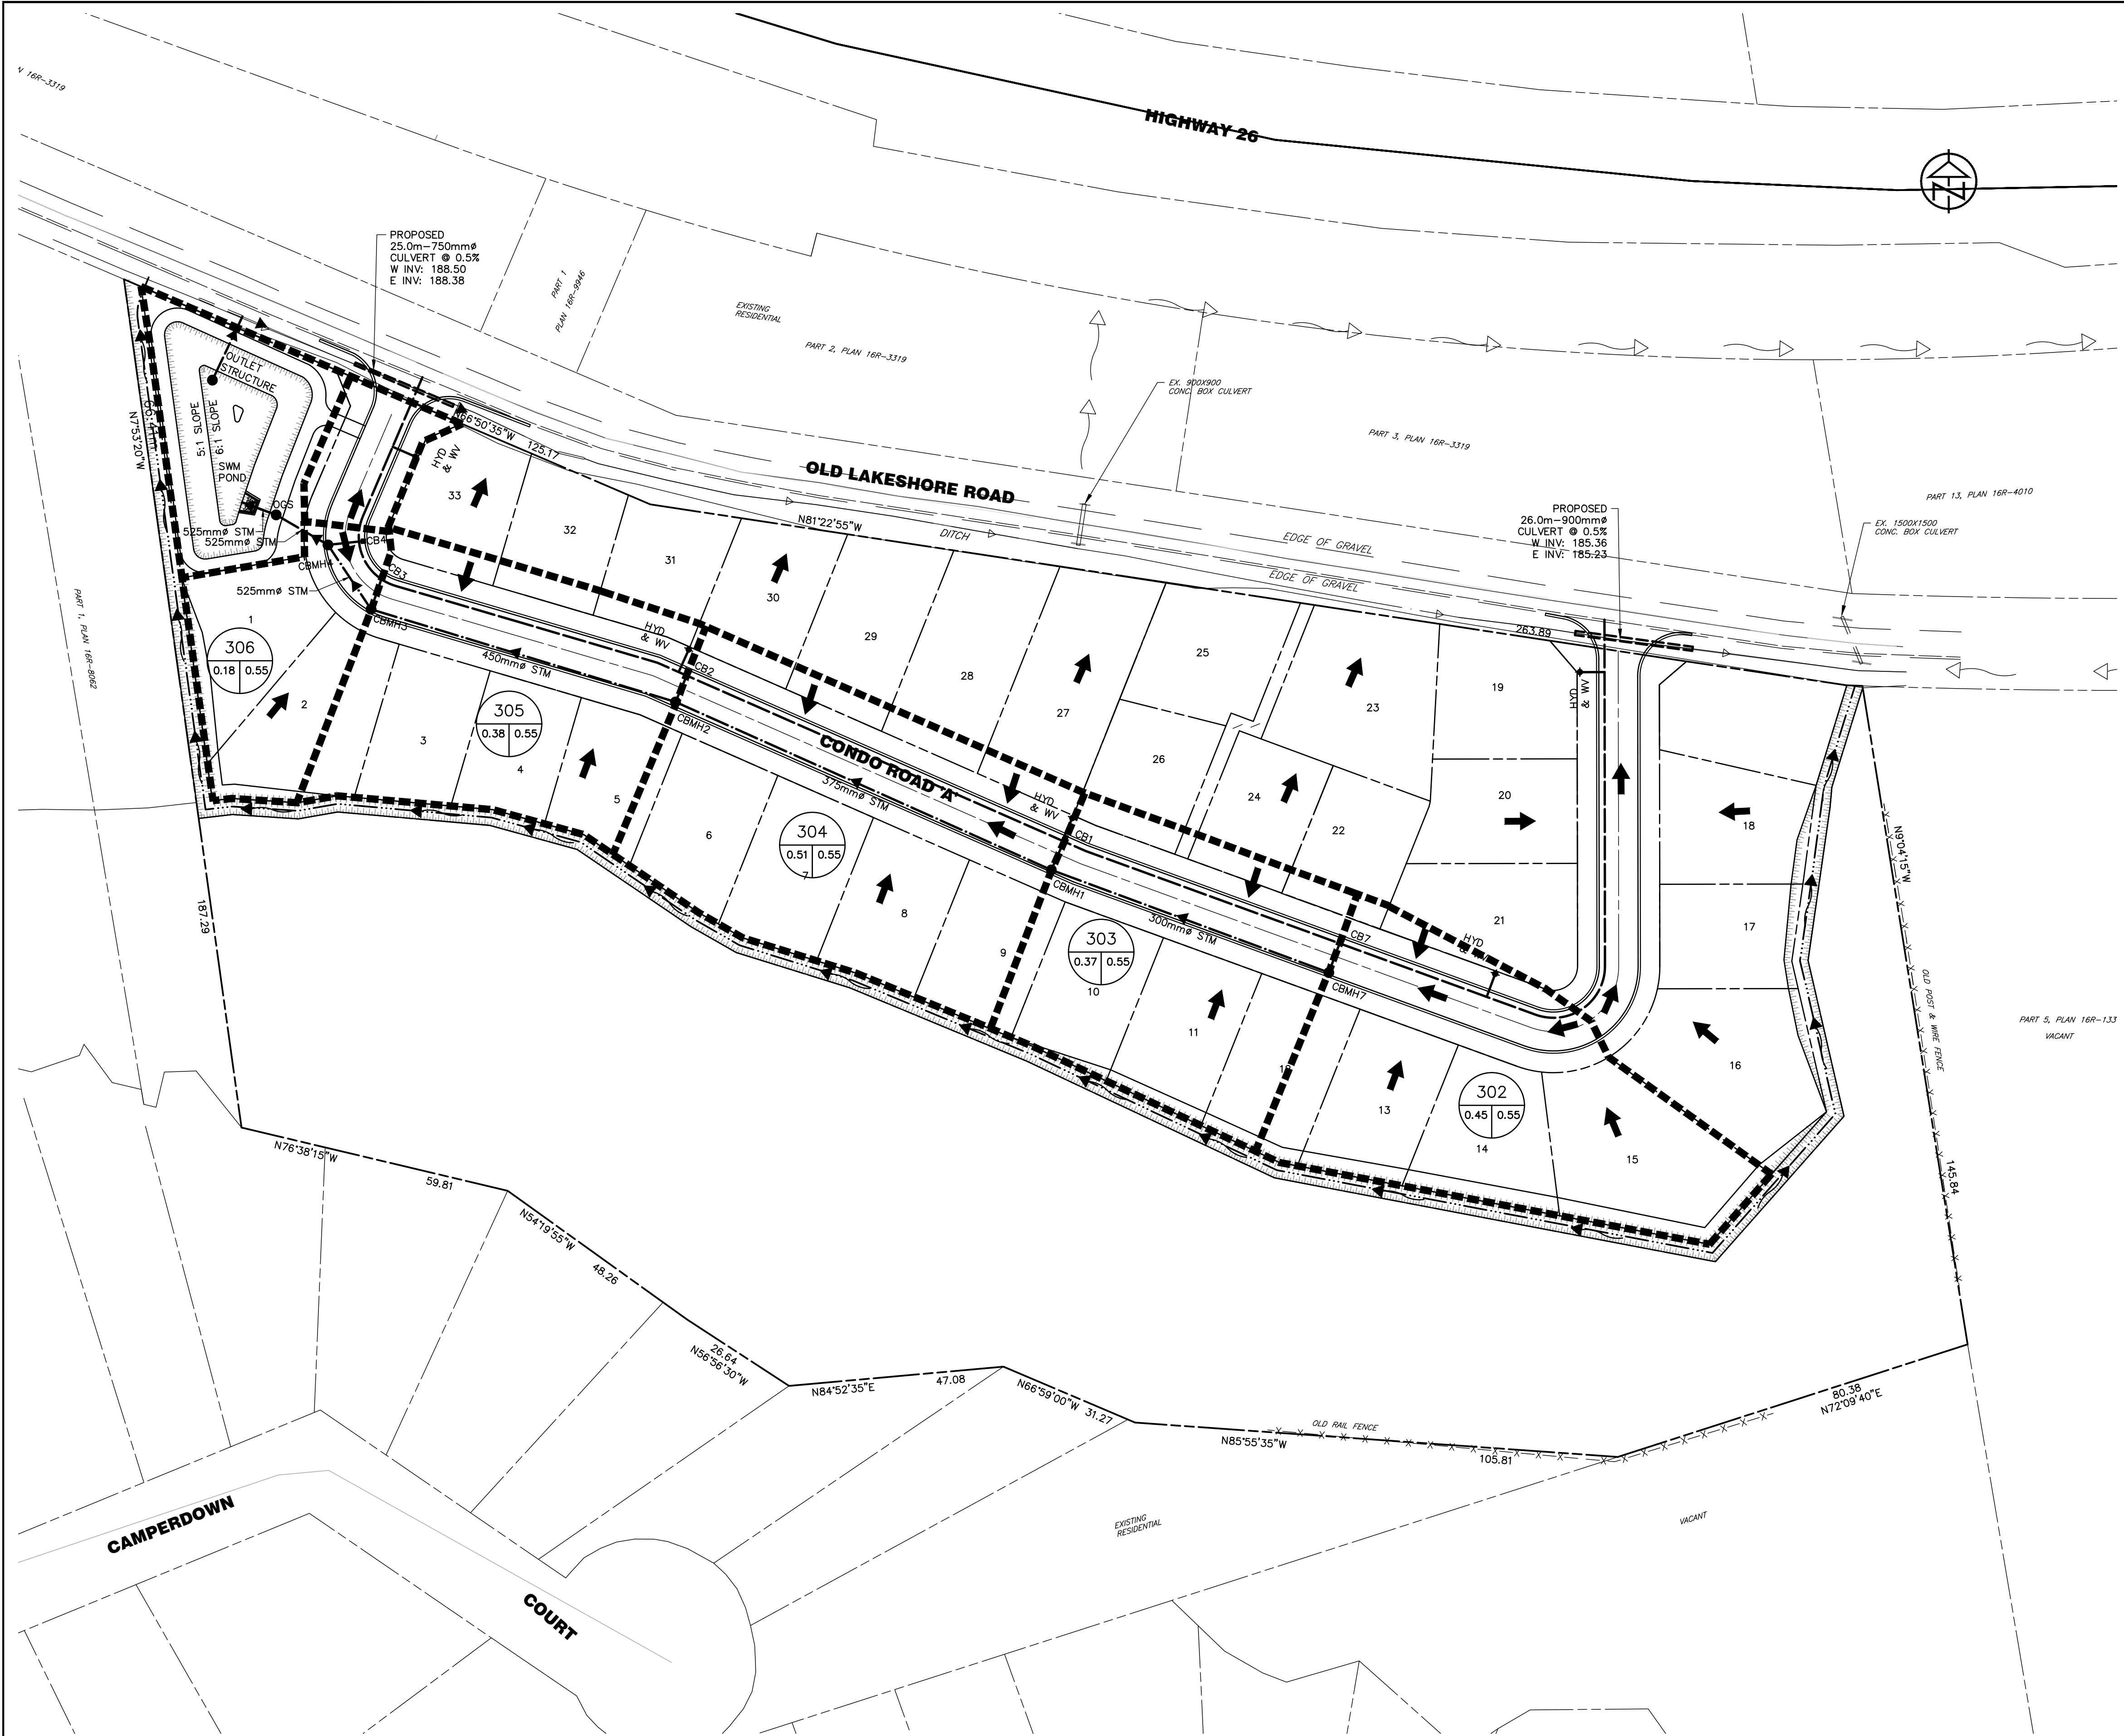 HIGHWAY 26
N 16R-3319
N
PROPOSED
25.0m-750mmø
CULVERT @ 0.5%
W INV: 188.50
E INV: 188.38
PART 1
PLAN 16R-9946
EXISTING
RESIDENTIAL
PART 2, PLAN 16R-3319
EX. 900X900
CONC. BOX CULVERT
PART 3, PLAN 16R-3319
OLD LAKESHORE ROAD
PART 13, PLAN 16R-4010
PROPOSED
26.0m-900mmø
CULVERT @ 0.5%
W INV: 185.36
E INV: 185.23
EX. 1500X1500
CONC. BOX CULVERT
EDGE OF GRAVEL
EDGE OF GRAVEL
DITCH
N66°50'35"W
125.17
N81°22'55"W
263.89
N7°53'20"W
OUTLET
STRUCTURE
5:1 SLOPE
6:1 SLOPE
SWM
POND
OGS
525mmø STM
525mmø STM
525mmø STM
CBMH4
CB4
CB3
CBMH3
HYD
& WV
33
32
31
30
29
28
27
25
26
23
24
22
19
20
21
18
17
16
HYD
& WV
HYD
& WV
CB2
450mmø STM
CBMH2
CONDO ROAD 'A'
375mmø STM
HYD
& WV
CB1
CBMH1
300mmø STM
CB7
CBMH7
HYD
&
1
306
0.18 0.55
2
3
305
0.38 0.55
4
5
6
304
0.51 0.55
7
8
9
303
0.37 0.55
10
11
13
302
0.45 0.55
14
15
PART 1, PLAN 16R-8062
187.29
N9°04'15"W
OLD POST & WIRE FENCE
145.84
PART 5, PLAN 16R-133
VACANT
N76°38'15"W
59.81
N54°19'55"W
48.26
26.64
N56°56'30"W
N84°52'35"E
47.08
N66°59'00"W 31.27
OLD RAIL FENCE
N85°55'35"W
105.81
80.38
N72°09'40"E
EXISTING
RESIDENTIAL
VACANT
CAMPERDOWN
COURT